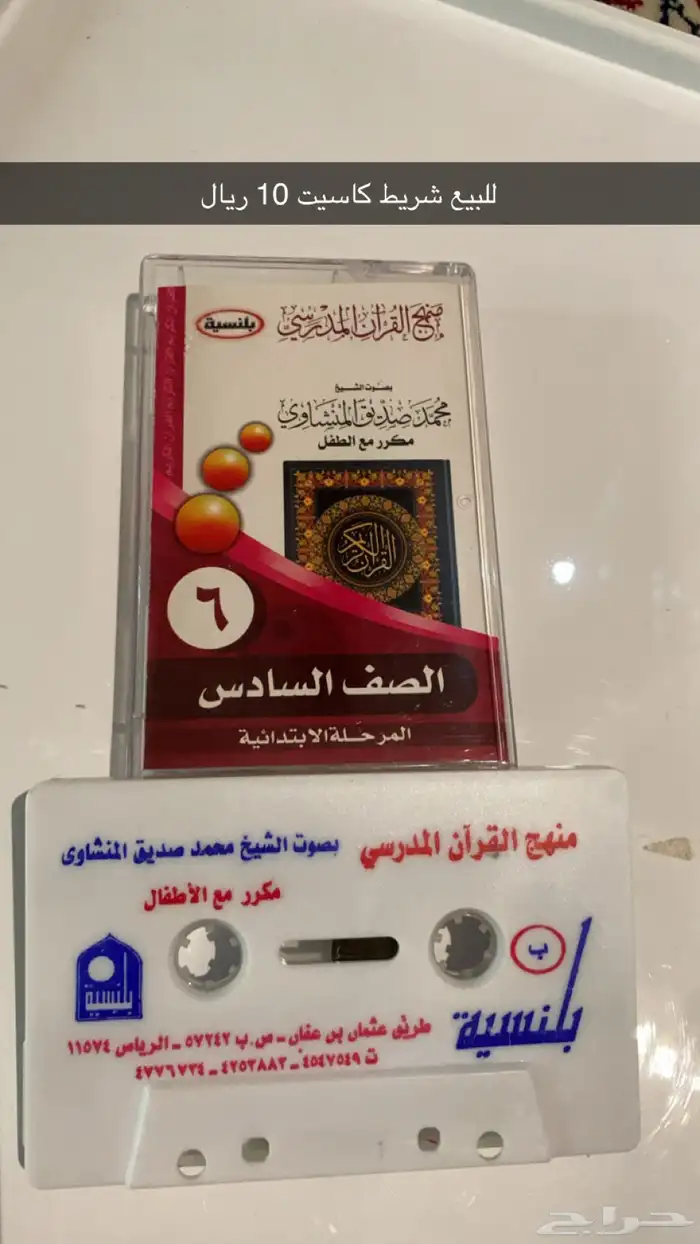 للبيع شريط كاسيت 10 ريال
منهج القرآن المدرسي
بلنسية
بصوت الشيخ
محمد صديق المنشاوي
مكرر مع الطفل
القرآن الكريم
٦
الصف السادس
المرحلة الابتدائية
منهج القرآن المدرسي بصوت الشيخ محمد صديق المنشاوى
مكرر مع الأطفال
ب
بلنسية
بلنسية
طريق عثمان بن عفان - ص.ب ٥٧٢٤٢ - الرياض ١١٥٧٤
ت ٤٥٤٧٥٤٩ - ٤٢٥٣٨٨٣ - ٤٧٧٦٧٣٤
حراج